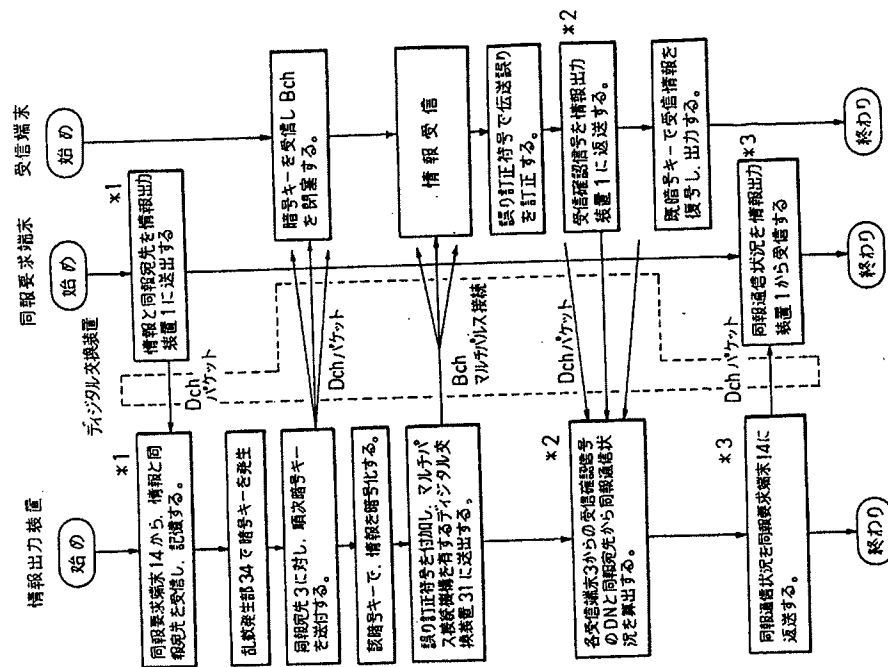 情報出力装置
始め
同報要求端末14から、情報と同
報宛先を受信し、記憶する。
*1
乱数発生部34で暗号キーを発生
同報宛先3に対し、順次暗号キー
を送付する。
該暗号キーで、情報を暗号化する。
誤り訂正符号を付加し、マルチパ
ス接続機構を有するディジタル交
換装置31に送出する。
*2
各受信端末3からの受信確認信号
のDNと同報宛先から同報通信状
況を算出する。
*3
同報通信状況を同報要求端末14に
返送する。
終わり
ディジタル交換装置
Dch
パケット
Dchパケット
Bch
マルチパルス接続
Dchパケット
Dchパケット
同報要求端末
始め
*1
情報と同報宛先を情報出力
装置1に送出する
*3
同報通信状況を情報出力
装置1から受信する
終わり
受信端末
始め
暗号キーを受信しBch
を閉塞する。
情報受信
誤り訂正符号で伝送誤り
を訂正する。
*2
受信確認信号を情報出力
装置1に返送する。
既暗号キーで受信情報を
復号し、出力する。
終わり